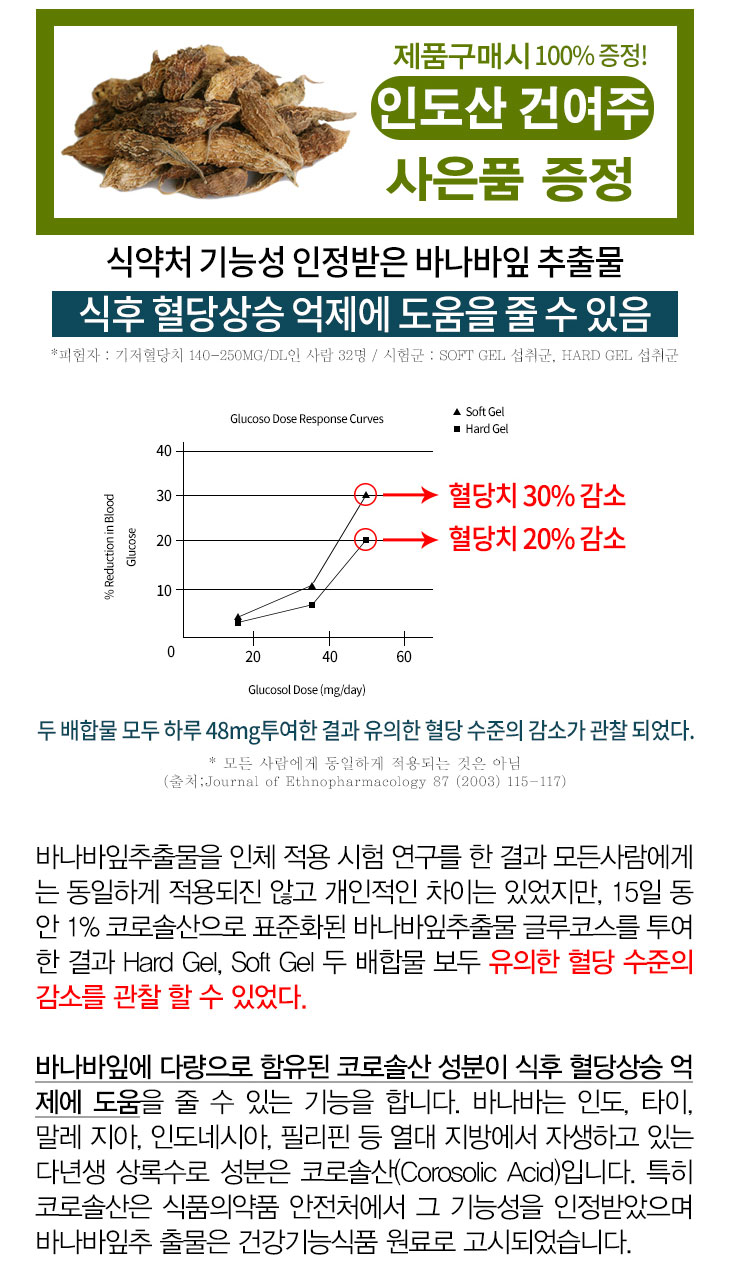 제품구매시 100% 증정!
인도산 건여주
사은품 증정
식약처 기능성 인정받은 바나바잎 추출물
식후 혈당상승 억제에 도움을 줄 수 있음
*피험자 : 기저혈당치 140-250MG/DL인 사람 32명 / 시험군 : SOFT GEL 섭취군, HARD GEL 섭취군
Glucoso Dose Response Curves
Soft Gel
Hard Gel
40
30
20
10
0
20
40
60
% Reduction in Blood
Glucose
Glucosol Dose (mg/day)
혈당치 30% 감소
혈당치 20% 감소
두 배합물 모두 하루 48mg투여한 결과 유의한 혈당 수준의 감소가 관찰 되었다.
* 모든 사람에게 동일하게 적용되는 것은 아님
(출처;Journal of Ethnopharmacology 87 (2003) 115-117)
바나바잎추출물을 인체 적용 시험 연구를 한 결과 모든사람에게
는 동일하게 적용되진 않고 개인적인 차이는 있었지만, 15일 동
안 1% 코로솔산으로 표준화된 바나바잎추출물 글루코스를 투여
한 결과 Hard Gel, Soft Gel 두 배합물 보두 유의한 혈당 수준의
감소를 관찰 할 수 있었다.
바나바잎에 다량으로 함유된 코로솔산 성분이 식후 혈당상승 억
제에 도움을 줄 수 있는 기능을 합니다. 바나바는 인도, 타이,
말레 지아, 인도네시아, 필리핀 등 열대 지방에서 자생하고 있는
다년생 상록수로 성분은 코로솔산(Corosolic Acid)입니다. 특히
코로솔산은 식품의약품 안전처에서 그 기능성을 인정받았으며
바나바잎추 출물은 건강기능식품 원료로 고시되었습니다.